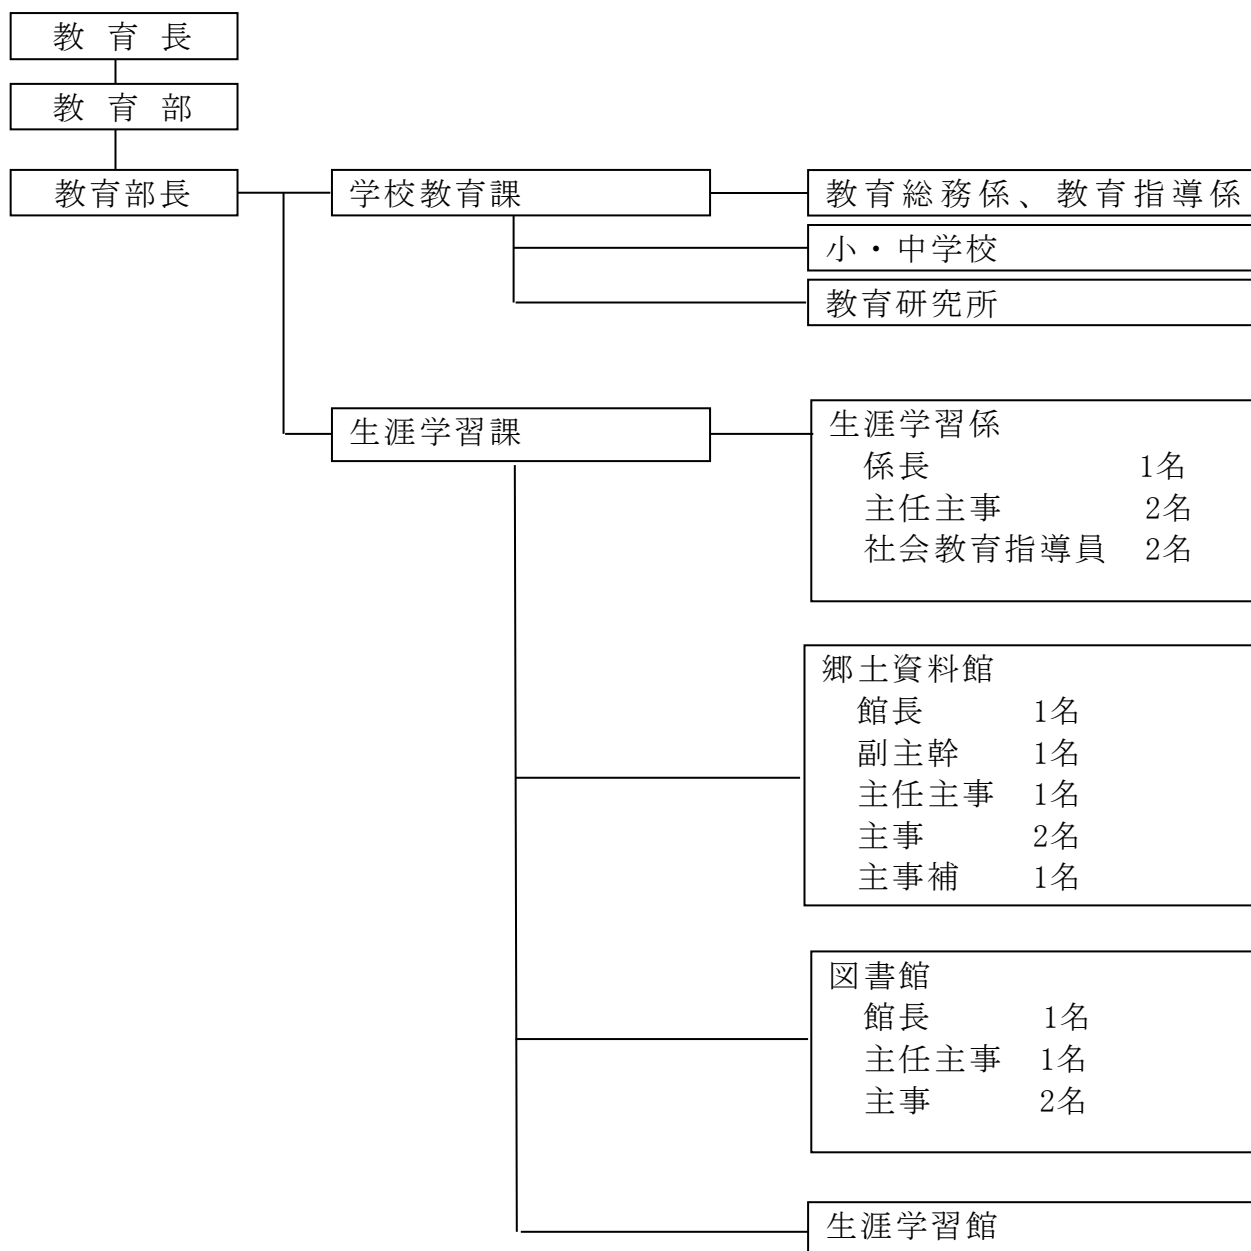 教 育 長
教 育 部
教育部長
学校教育課
教育総務係、教育指導係
小・中学校
教育研究所
生涯学習課
生涯学習係
係長 1名
主任主事 2名
社会教育指導員 2名
郷土資料館
館長 1名
副主幹 1名
主任主事 1名
主事 2名
主事補 1名
図書館
館長 1名
主任主事 1名
主事 2名
生涯学習館